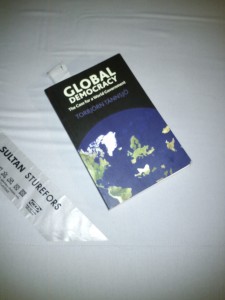 GLOBAL
DEMOCRACY
The Case for a World Government
TORBJÖRN TÄNNSJÖ
SULTAN STUREFORS